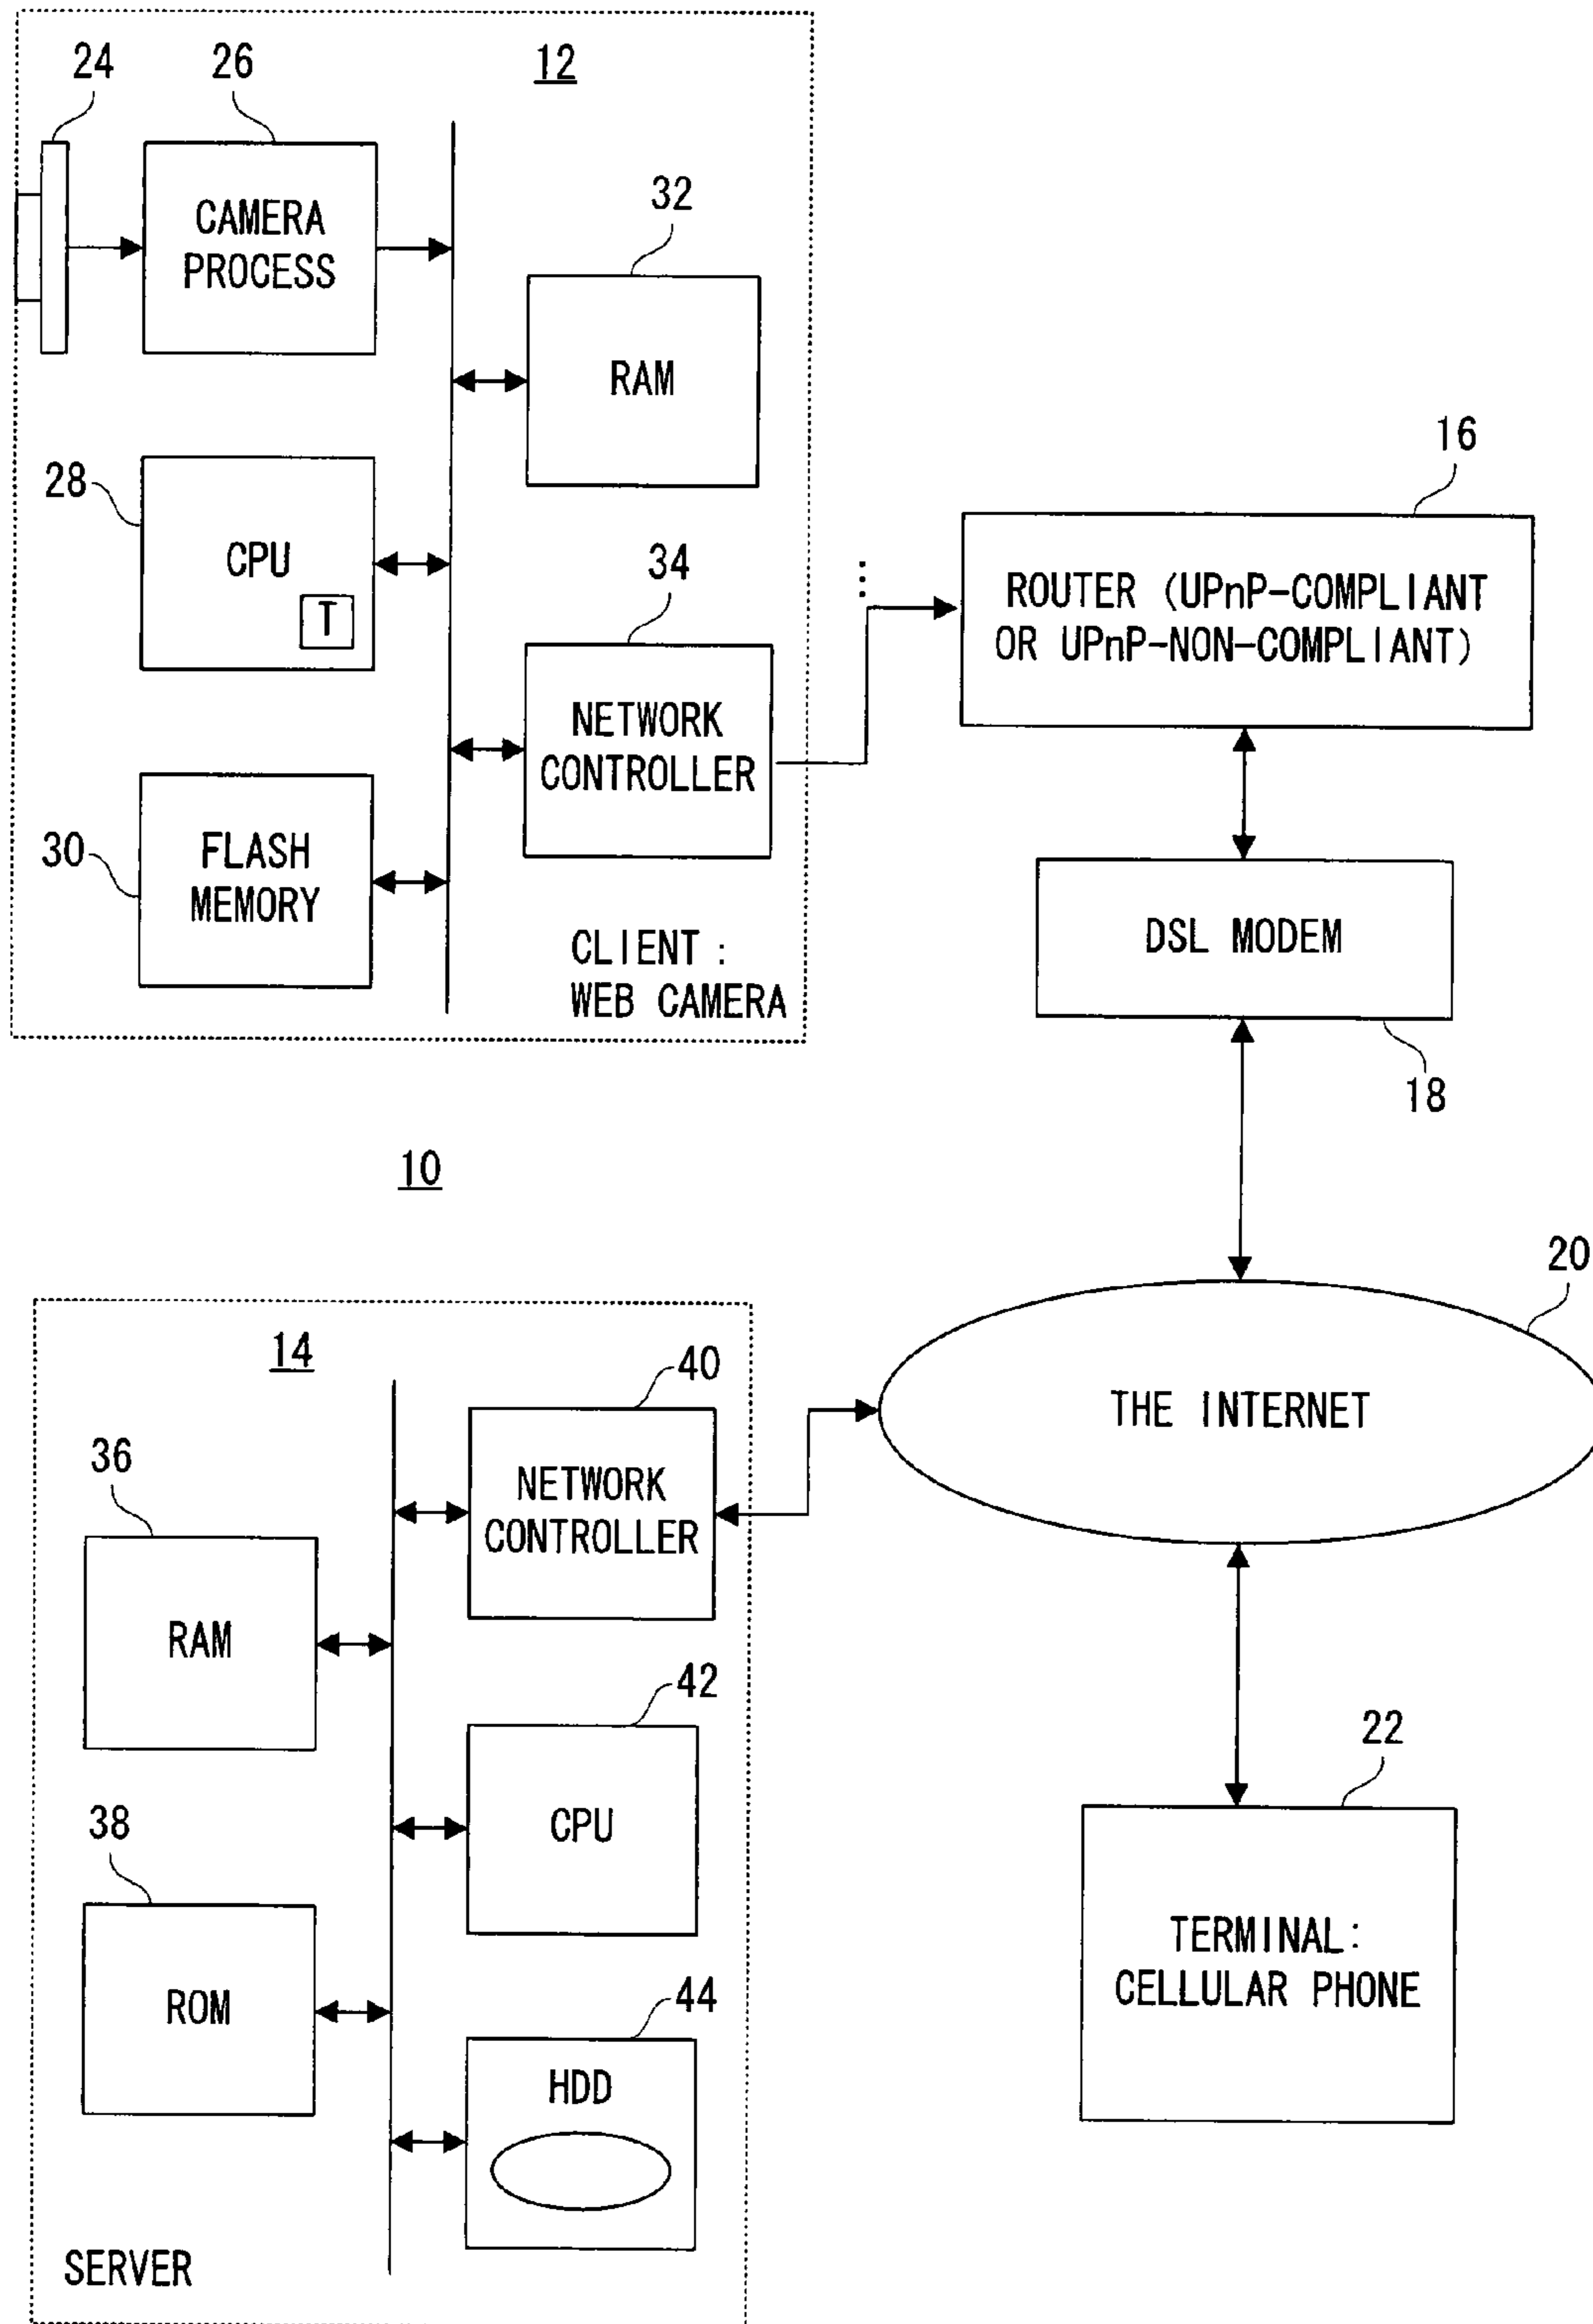 24
26
12
CAMERA
PROCESS
32
RAM
28
CPU
T
34
NETWORK
CONTROLLER
30
FLASH
MEMORY
CLIENT:
WEB CAMERA
16
ROUTER (UPnP-COMPLIANT
OR UPnP-NON-COMPLIANT)
DSL MODEM
18
10
20
THE INTERNET
14
40
NETWORK
CONTROLLER
36
RAM
42
CPU
38
ROM
44
HDD
SERVER
22
TERMINAL:
CELLULAR PHONE